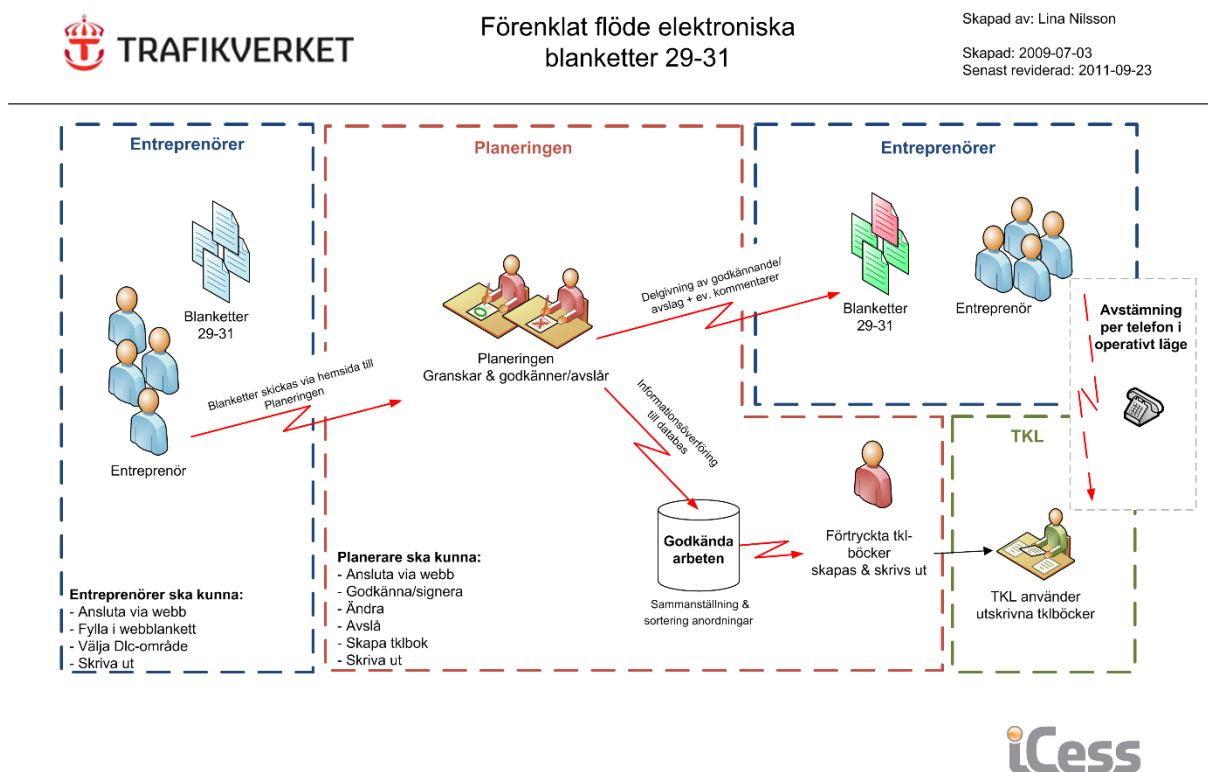 TRAFIKVERKET
Förenklat flöde elektroniska
blanketter 29-31
Skapad av: Lina Nilsson
Skapad: 2009-07-03
Senast reviderad: 2011-09-23
Entreprenörer
Blanketter
29-31
Entreprenör
Blanketter skickas via hemsida till
Planeringen
Entreprenörer ska kunna:
- Ansluta via webb
- Fylla i webblankett
- Välja Dlc-område
- Skriva ut
Planeringen
Planeringen
Granskar & godkänner/avslår
Delgivning av godkännande/
avslag + ev. kommentarer
Informationsöverföring
till databas
Planerare ska kunna:
- Ansluta via webb
- Godkänna/signera
- Ändra
- Avslå
- Skapa tklbok
- Skriva ut
Godkända
arbeten
Sammanställning &
sortering anordningar
Förtryckta tkl-
böcker
skapas & skrivs ut
Entreprenörer
Blanketter
29-31
Entreprenör
Avstämning
per telefon i
operativt läge
TKL
TKL använder
utskrivna tklböcker
iCess